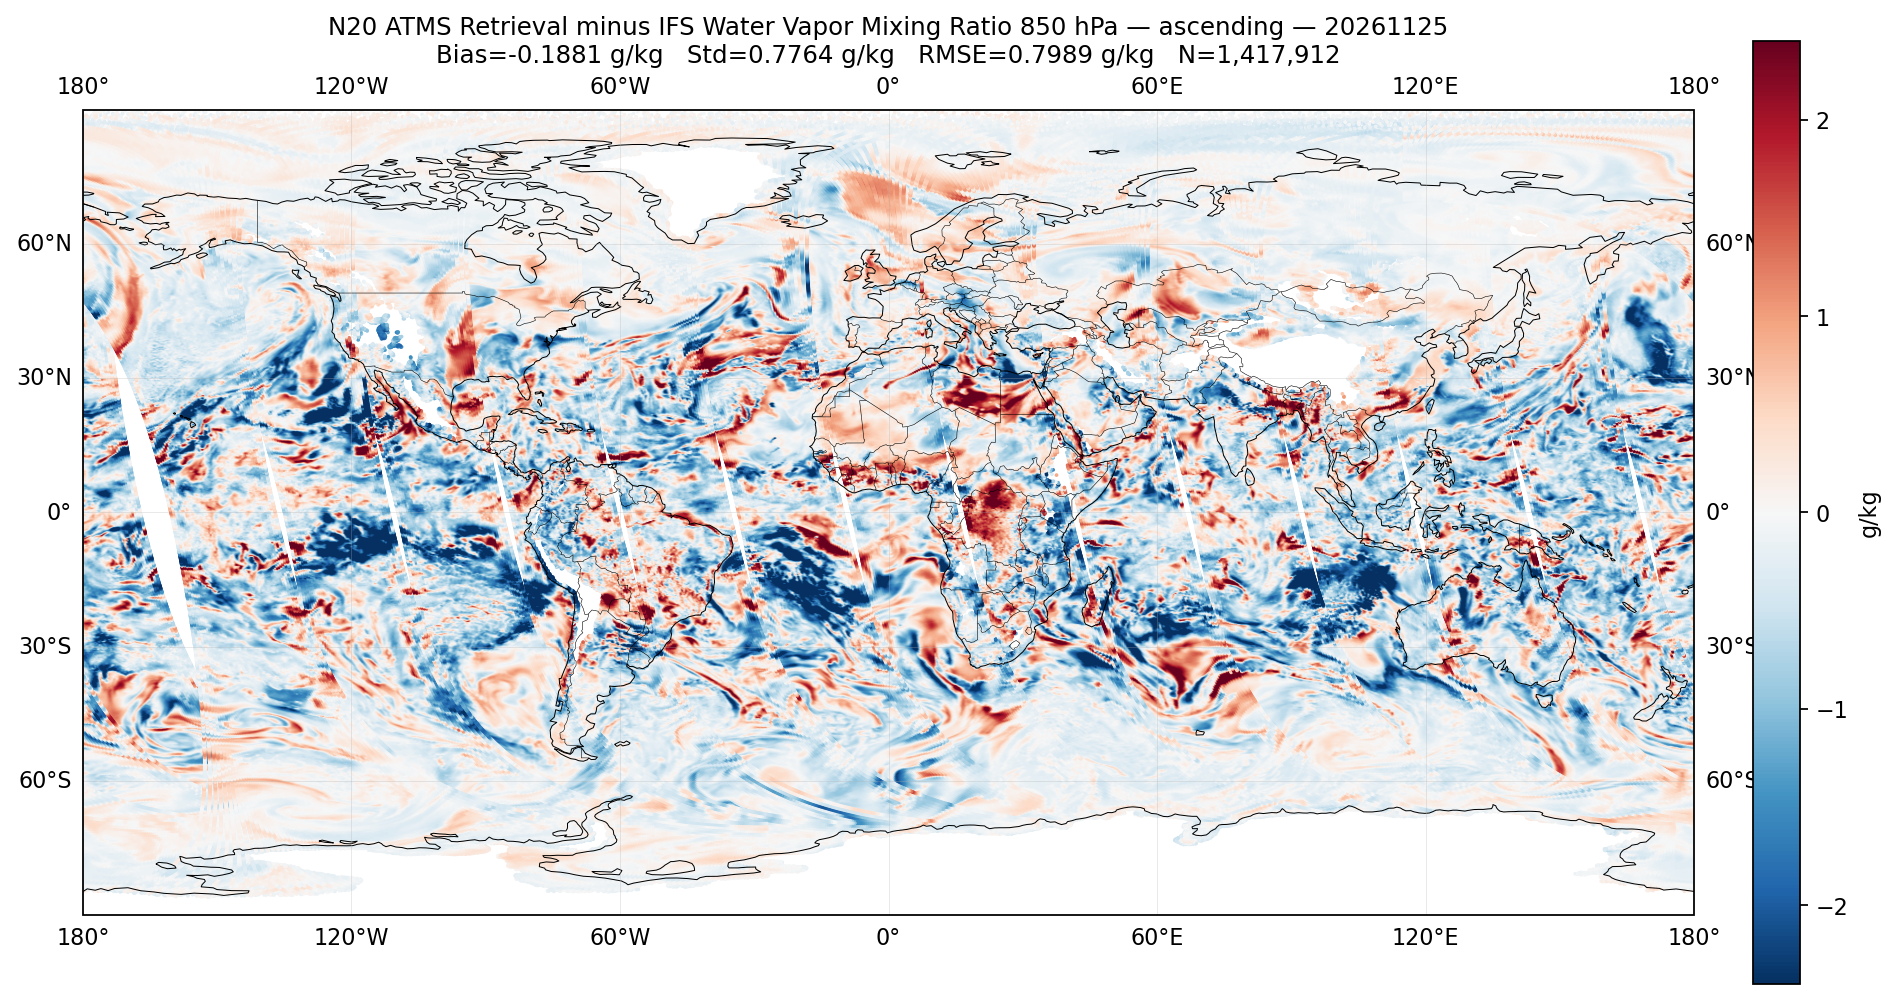 N20 ATMS Retrieval minus IFS Water Vapor Mixing Ratio 850 hPa — ascending — 20261125
Bias=-0.1881 g/kg   Std=0.7764 g/kg   RMSE=0.7989 g/kg   N=1,417,912
180° 120°W 60°W 0° 60°E 120°E 180°
60°N 60°N
30°N 30°N
0° 0°
30°S 30°S
60°S 60°S
180° 120°W 60°W 0° 60°E 120°E 180°
2
1
0
−1
−2
g/kg